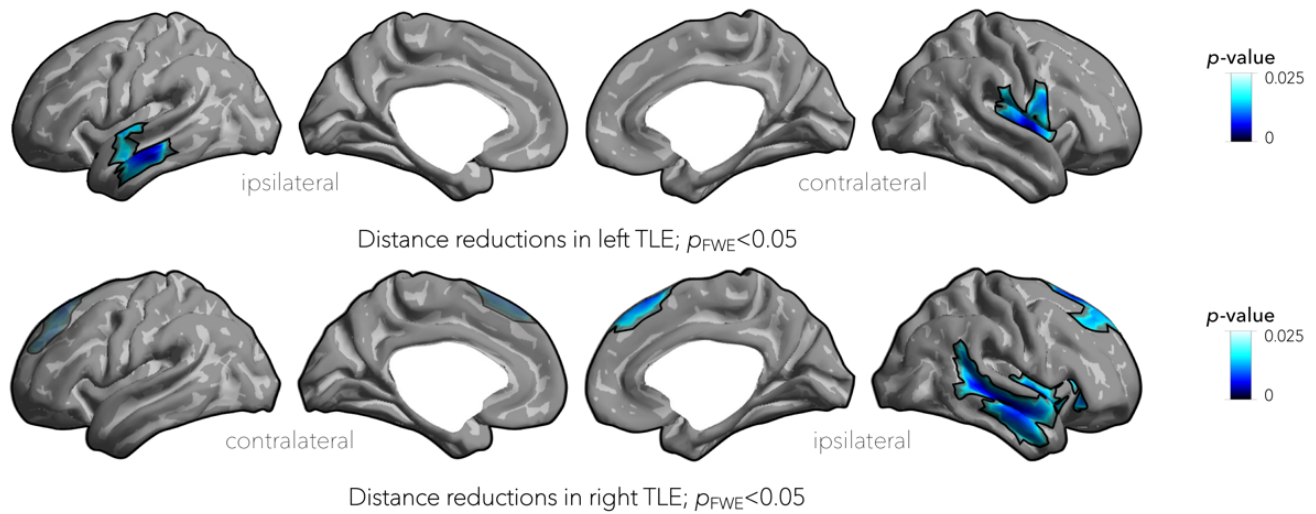 p-value
0.025
0
ipsilateral
contralateral
Distance reductions in left TLE; pFWE<0.05
p-value
0.025
0
contralateral
ipsilateral
Distance reductions in right TLE; pFWE<0.05